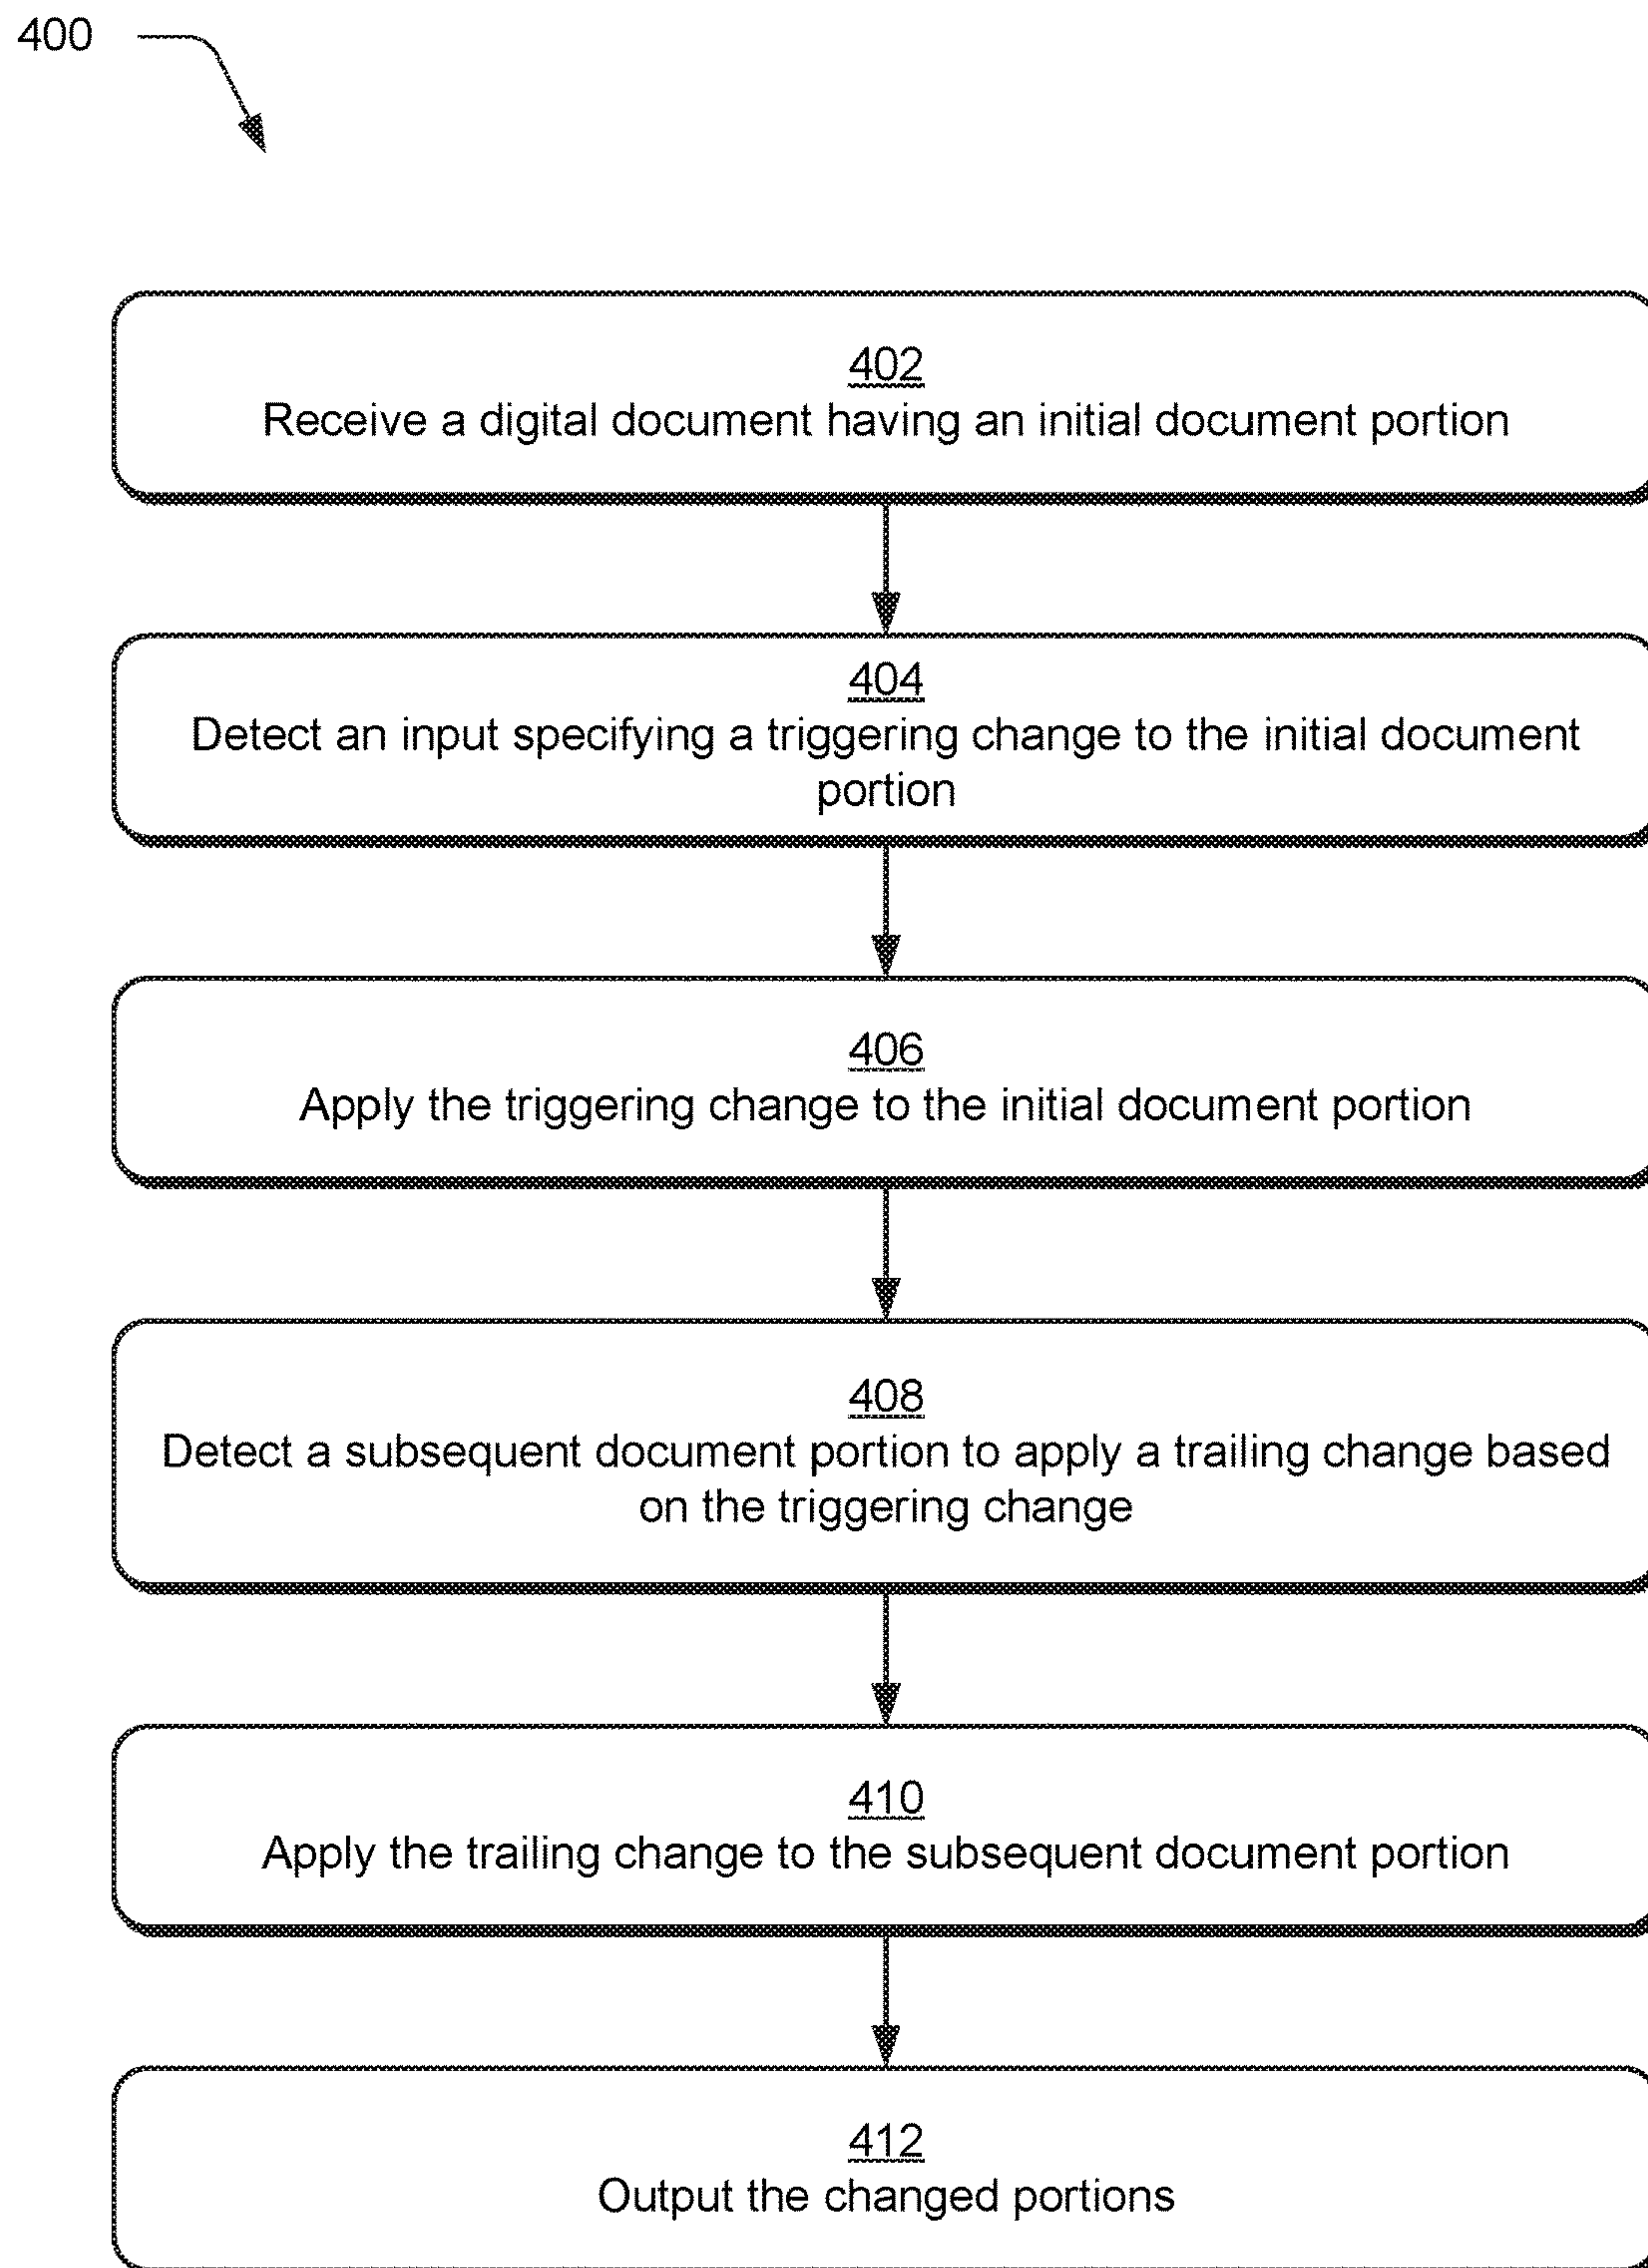 400
402
Receive a digital document having an initial document portion
404
Detect an input specifying a triggering change to the initial document
portion
406
Apply the triggering change to the initial document portion
408
Detect a subsequent document portion to apply a trailing change based
on the triggering change
410
Apply the trailing change to the subsequent document portion
412
Output the changed portions